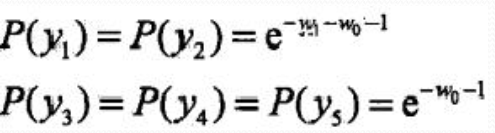 P(y₁) = P(y₂) = e^{-w₁-w₀-1}
P(y₃) = P(y₄) = P(y₅) = e^{-w₀-1}